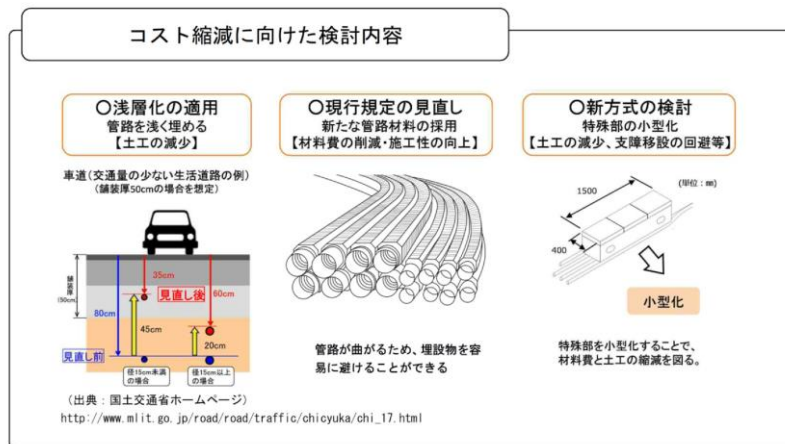 コスト縮減に向けた検討内容
〇浅層化の適用
管路を浅く埋める
【土工の減少】
車道(交通量の少ない生活道路の例)
(舗装厚50cmの場合を想定)
舗装厚
(50cm)
35cm
見直し後
60cm
80cm
45cm
20cm
見直し前
径15cm未満
の場合
径15cm以上
の場合
(出典:国土交通省ホームページ)
http://www.mlit.go.jp/road/road/traffic/chicyuka/chi_17.html
〇現行規定の見直し
新たな管路材料の採用
【材料費の削減・施工性の向上】
管路が曲がるため、埋設物を容
易に避けることができる
〇新方式の検討
特殊部の小型化
【土工の減少、支障移設の回避等】
1500
(単位:㎜)
400
小型化
特殊部を小型化することで、
材料費と土工の縮減を図る。